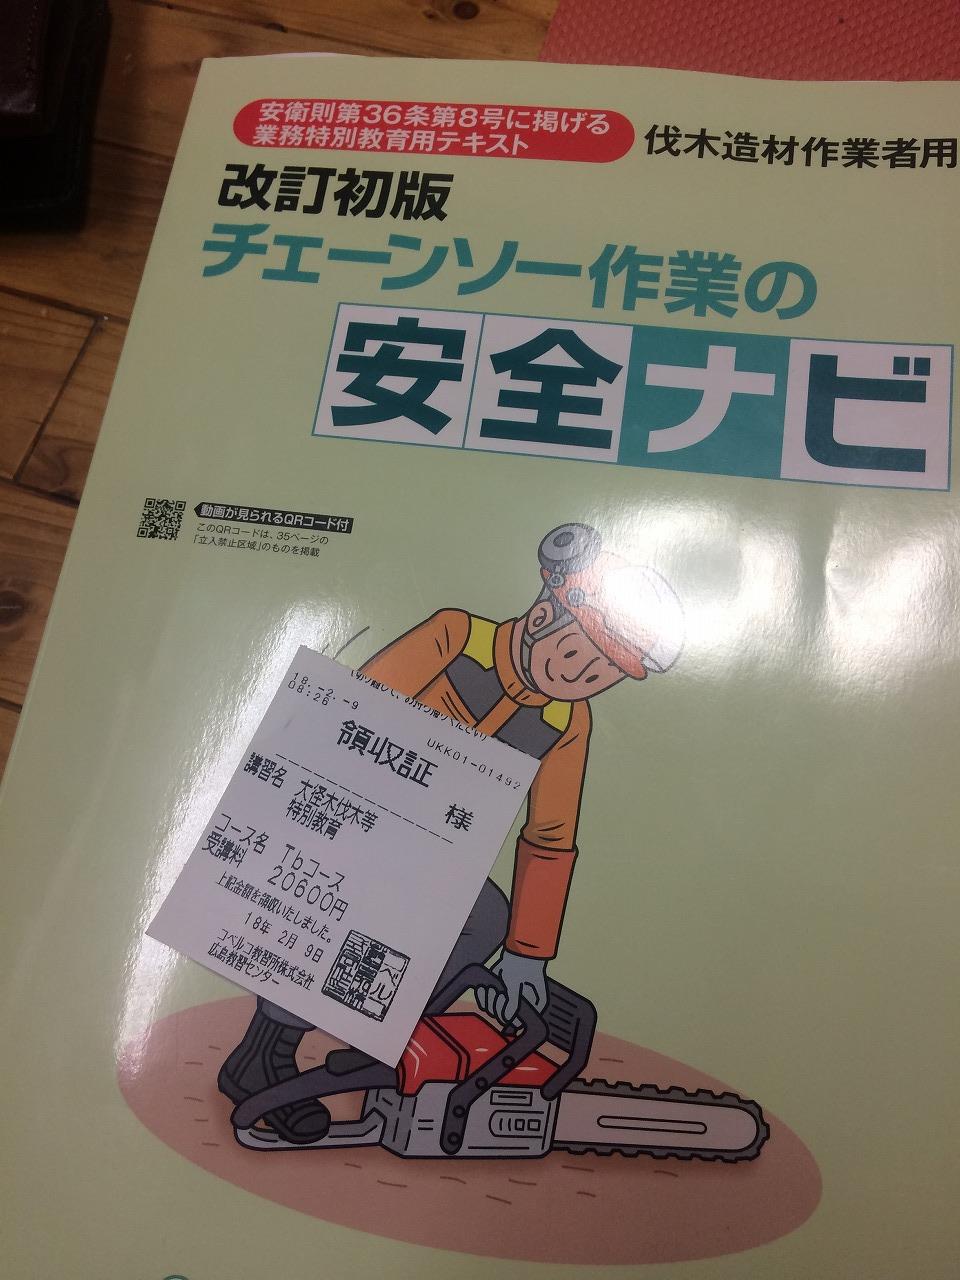 安衛則第36条第8号に掲げる
業務特別教育用テキスト
伐木造材作業者用
改訂初版
チェーンソー作業の
安全ナビ
動画が見られるQRコード付
このQRコードは、35ページの
「立入禁止区域」のものを掲載
18.-2.-9
08:26
UKK01-01492
領収証
様
講習名 大径木伐木等
特別教育
コース名 Tbコース
受講料 20600円
上記金額を領収いたしました。
18年 2月 9日
コベルコ教習所株式会社
広島教習センター